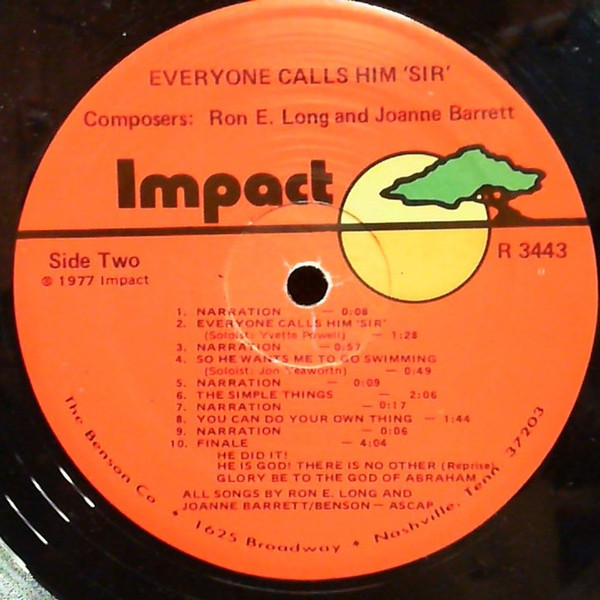 EVERYONE CALLS HIM 'SIR'
Composers: Ron E. Long and Joanne Barrett
Impact
Side Two
R 3443
℗ 1977 Impact
1. NARRATION — 0:08
2. EVERYONE CALLS HIM 'SIR'
(Soloist: Yvette Powell) — 1:28
3. NARRATION — 0:57
4. SO HE WANTS ME TO GO SWIMMING
(Soloist: Jon Yeaworth) — 0:49
5. NARRATION — 0:09
6. THE SIMPLE THINGS — 2:06
7. NARRATION — 0:17
8. YOU CAN DO YOUR OWN THING — 1:44
9. NARRATION — 0:06
10. FINALE — 4:04
HE DID IT!
HE IS GOD! THERE IS NO OTHER (Reprise)
GLORY BE TO THE GOD OF ABRAHAM
ALL SONGS BY RON E. LONG AND
JOANNE BARRETT/BENSON — ASCAP
The Benson Co • 1625 Broadway • Nashville, Tenn 37203